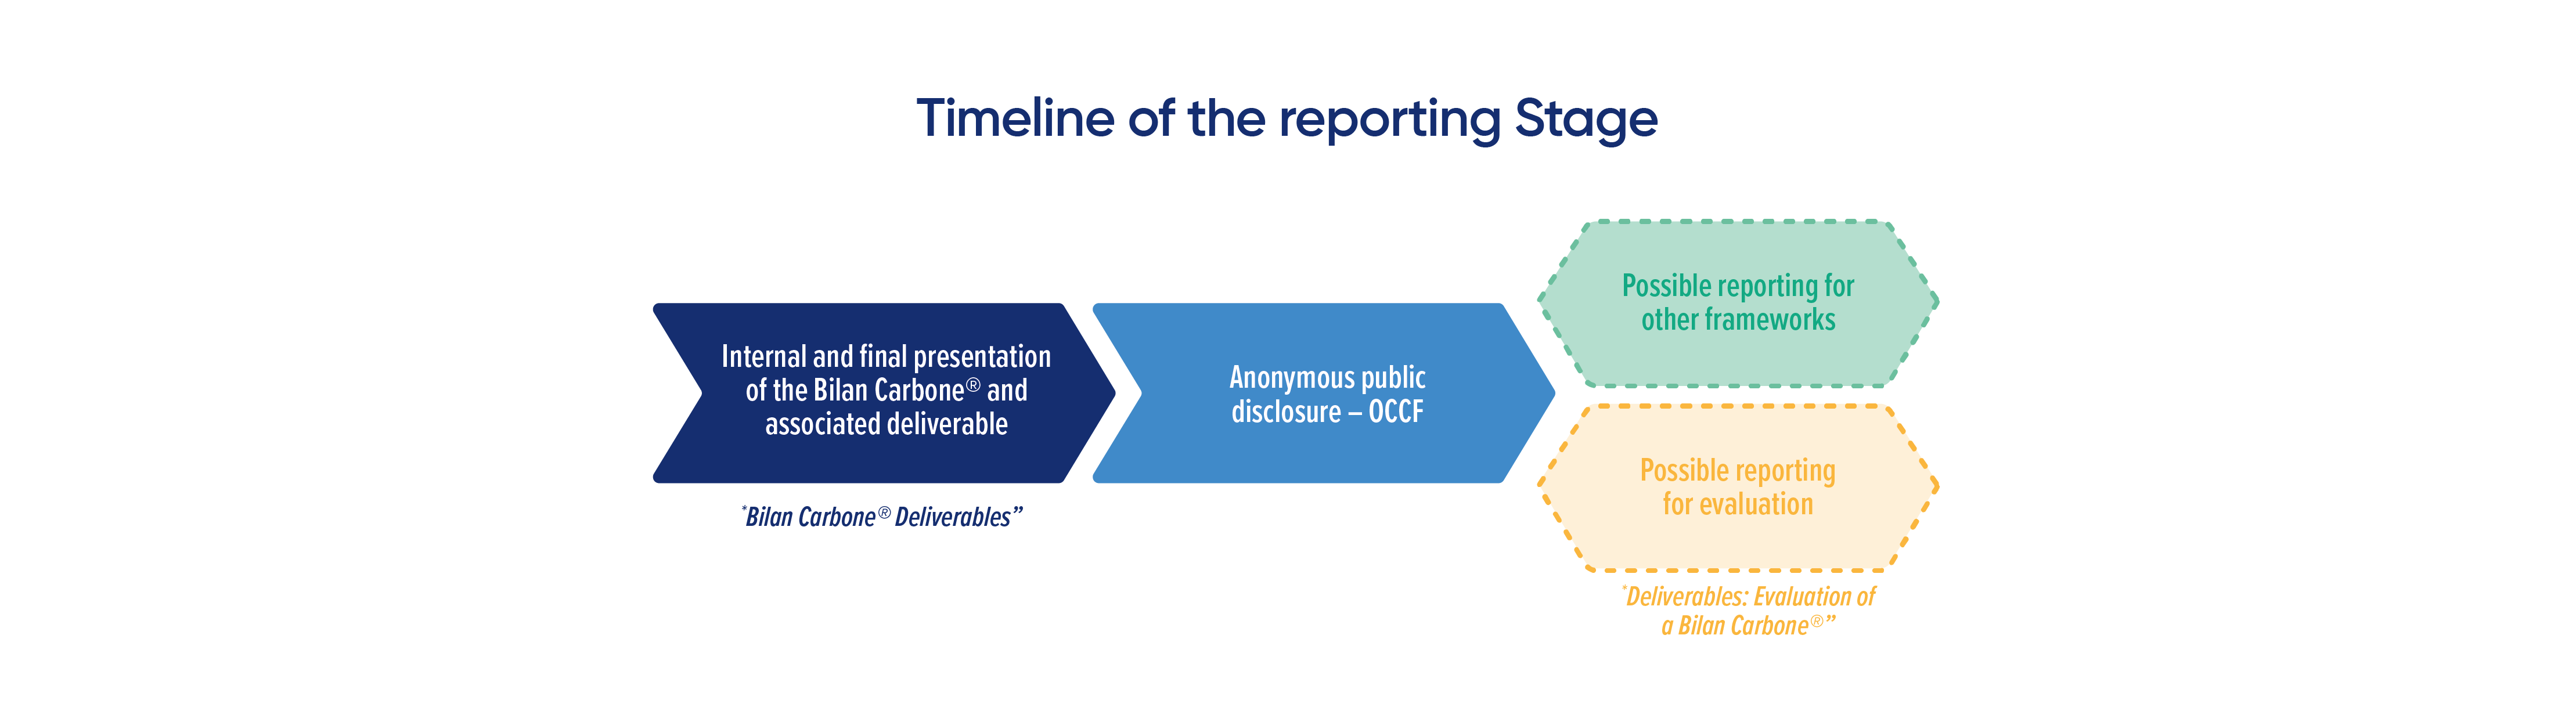 Timeline of the reporting Stage
Internal and final presentation
of the Bilan Carbone® and
associated deliverable
*Bilan Carbone® Deliverables”
Anonymous public
disclosure – OCCF
Possible reporting for
other frameworks
Possible reporting
for evaluation
*Deliverables: Evaluation of
a Bilan Carbone®”